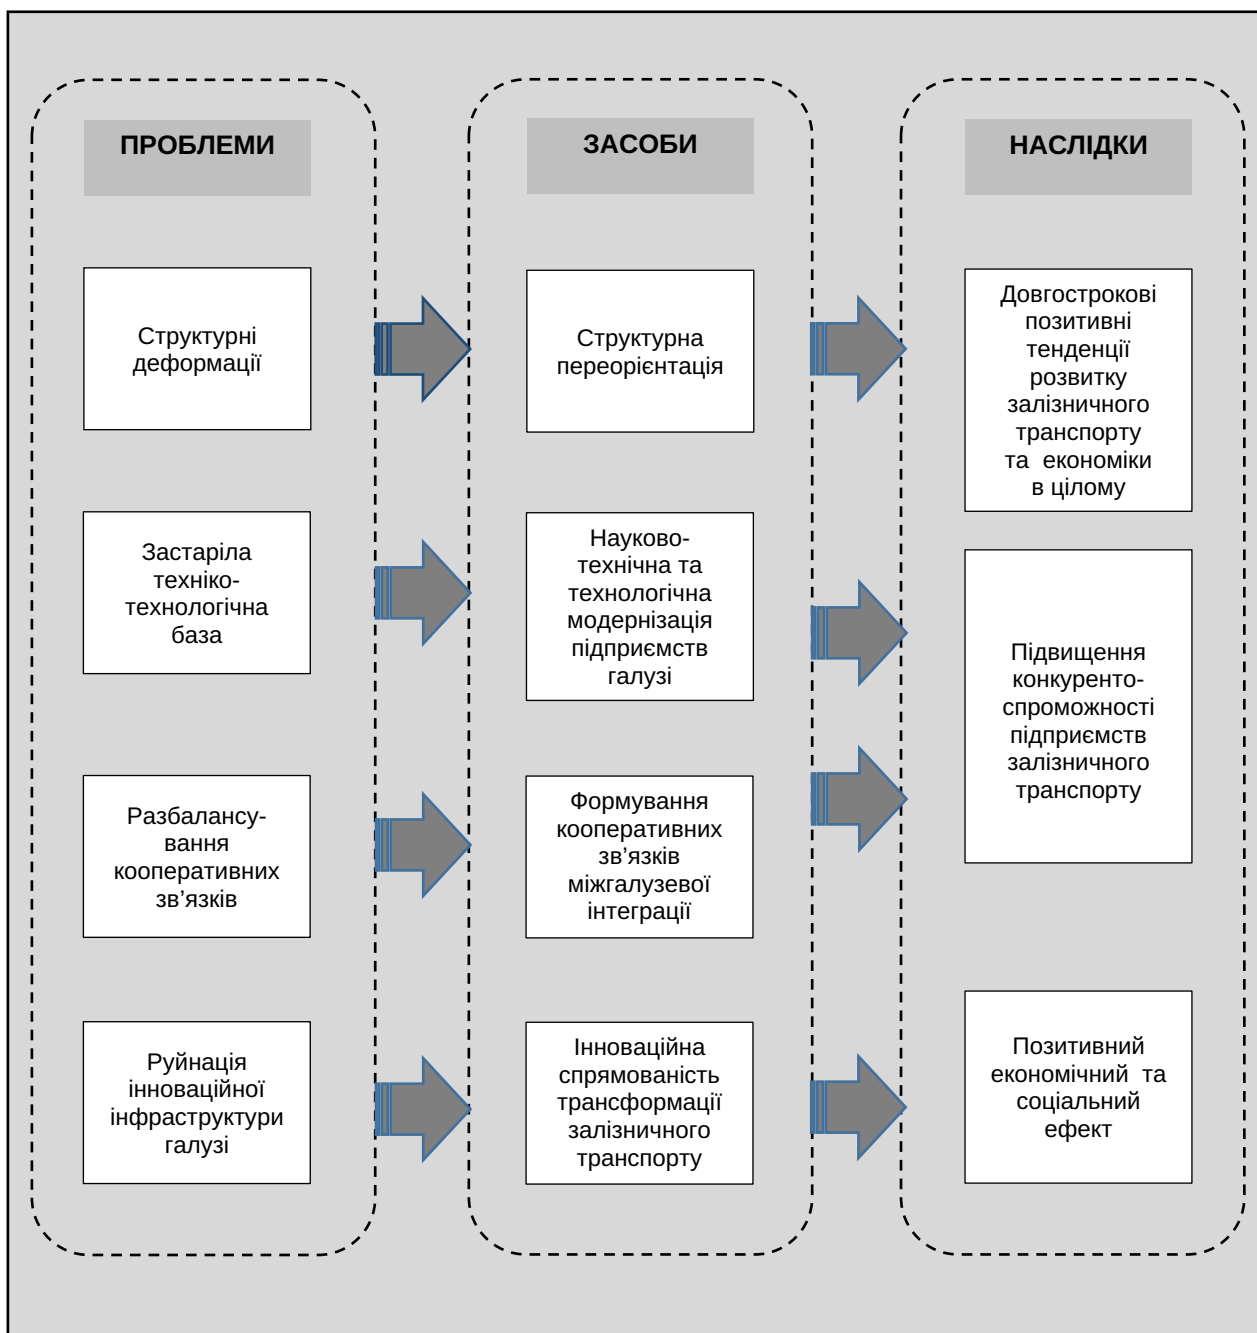 ПРОБЛЕМИ
Структурні
деформації
Застаріла
техніко-
технологічна
база
Разбалансу-
вання
кооперативних
зв’язків
Руйнація
інноваційної
інфраструктури
галузі
ЗАСОБИ
Структурна
переорієнтація
Науково-
технічна та
технологічна
модернізація
підприємств
галузі
Формування
кооперативних
зв’язків
міжгалузевої
інтеграції
Інноваційна
спрямованість
трансформації
залізничного
транспорту
НАСЛІДКИ
Довгострокові
позитивні
тенденції
розвитку
залізничного
транспорту
та економіки
в цілому
Підвищення
конкуренто-
спроможності
підприємств
залізничного
транспорту
Позитивний
економічний та
соціальний
ефект